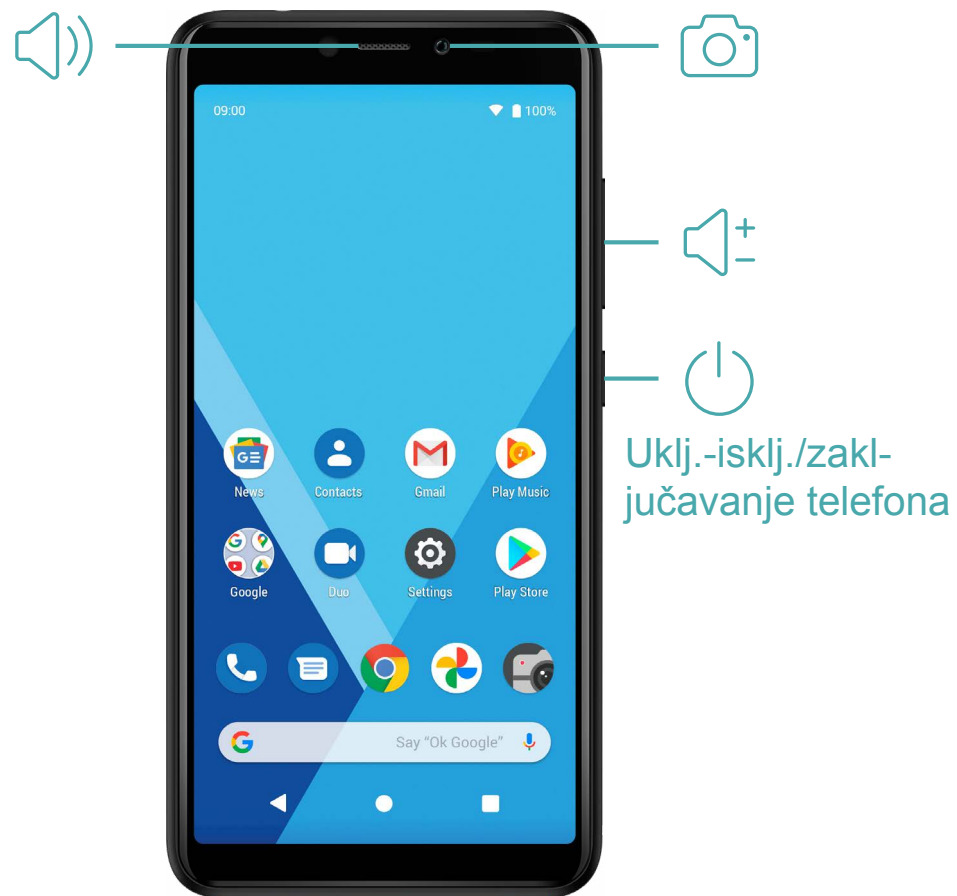 09:00 100%
Uklj.-isklj./zakl-
jučavanje telefona
G≡
News Contacts Gmail Play Music
Google Duo Settings Play Store
G Say “Ok Google”